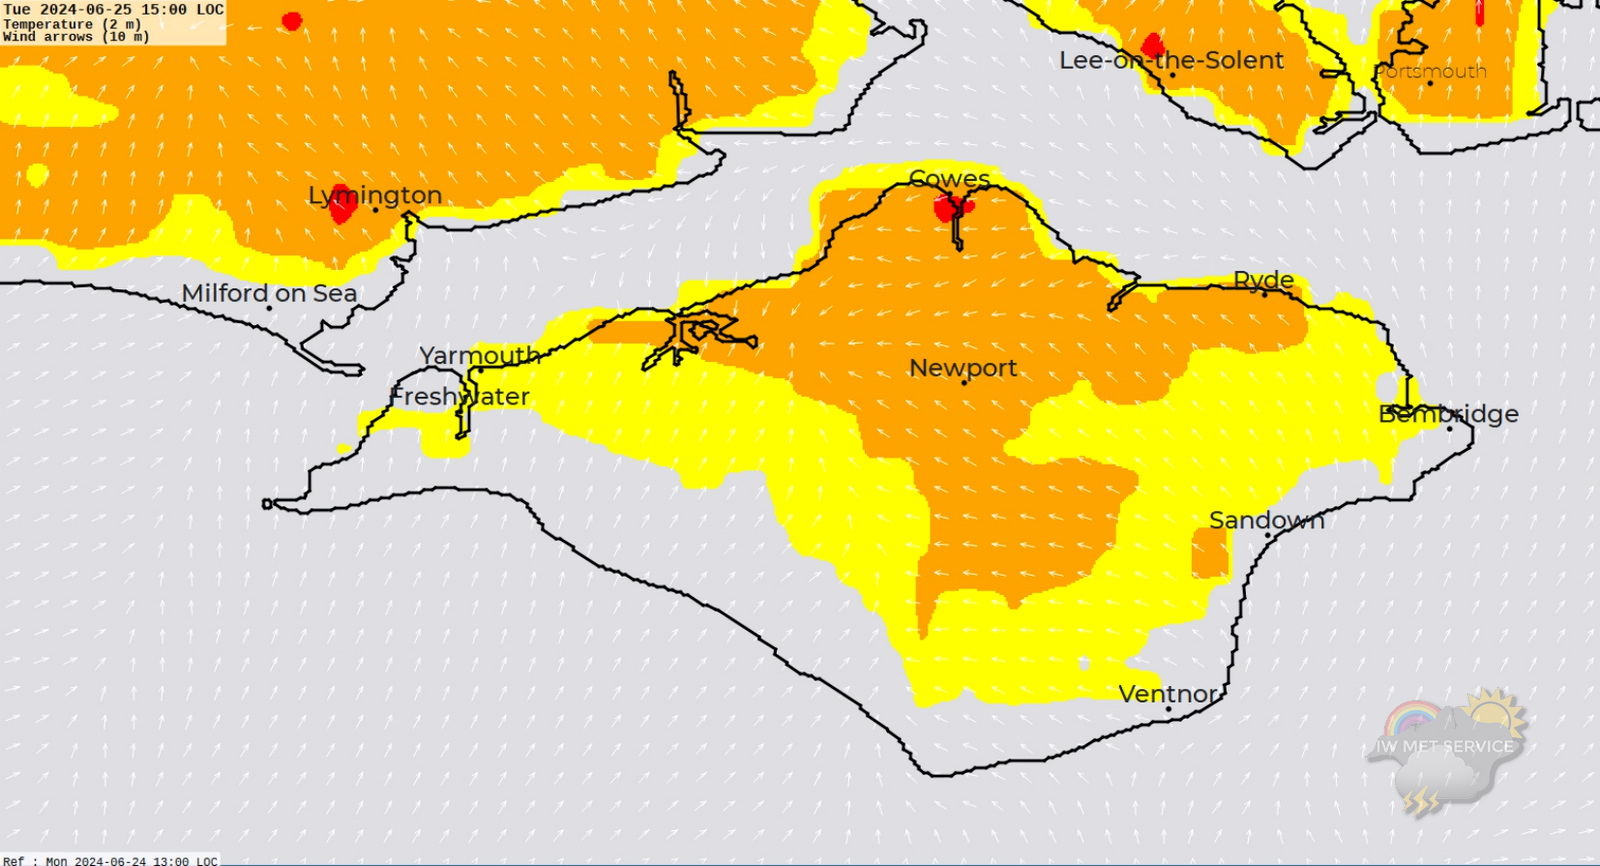 Tue 2024-06-25 15:00 LOC
Temperature (2 m)
Wind arrows (10 m)
Lee-on-the-Solent
Portsmouth
Cowes
Lymington
Ryde
Milford on Sea
Yarmouth
Newport
Freshwater
Bembridge
Sandown
Ventnor
IW MET SERVICE
Ref : Mon 2024-06-24 13:00 LOC